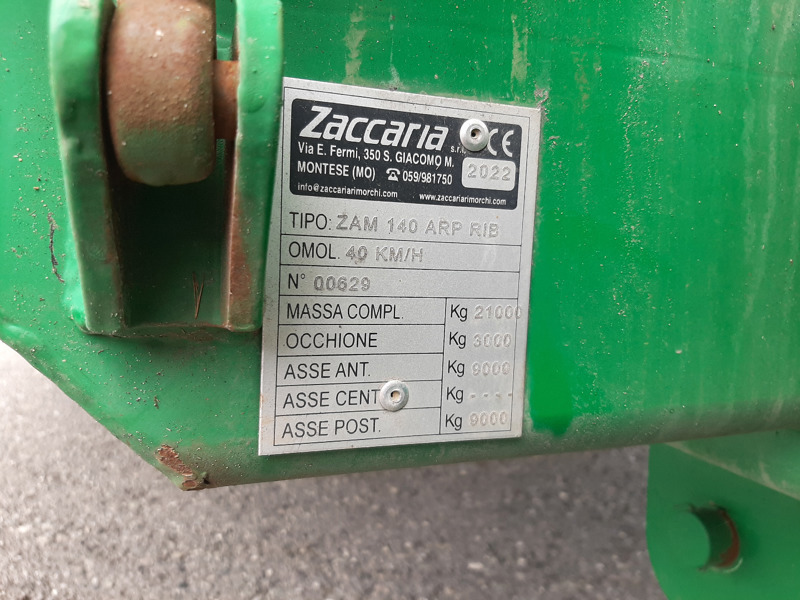 Zaccaria s.r.l. CE
Via E. Fermi, 350 S. GIACOMO M.
MONTESE (MO) ☎ 059/981750 2022
info@zaccariarimorchi.com www.zaccariarimorchi.com
TIPO: ZAM 140 ARP RIB
OMOL. 40 KM/H
N° 00629
MASSA COMPL. Kg 21000
OCCHIONE Kg 3000
ASSE ANT. Kg 9000
ASSE CENT. Kg ----
ASSE POST. Kg 9000